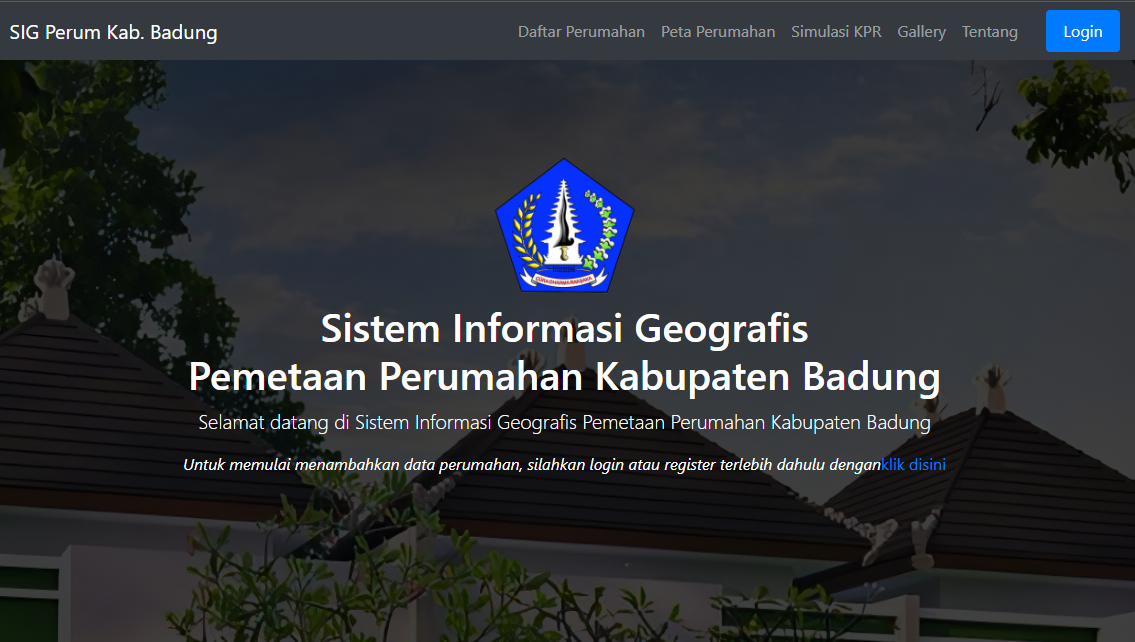 SIG Perum Kab. Badung
Daftar Perumahan Peta Perumahan Simulasi KPR Gallery Tentang Login
Sistem Informasi Geografis
Pemetaan Perumahan Kabupaten Badung
Selamat datang di Sistem Informasi Geografis Pemetaan Perumahan Kabupaten Badung
Untuk memulai menambahkan data perumahan, silahkan login atau register terlebih dahulu denganklik disini